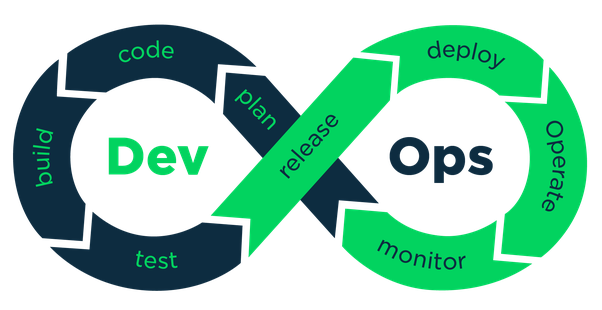 plan
code
build
test
Dev
release
deploy
Operate
monitor
Ops